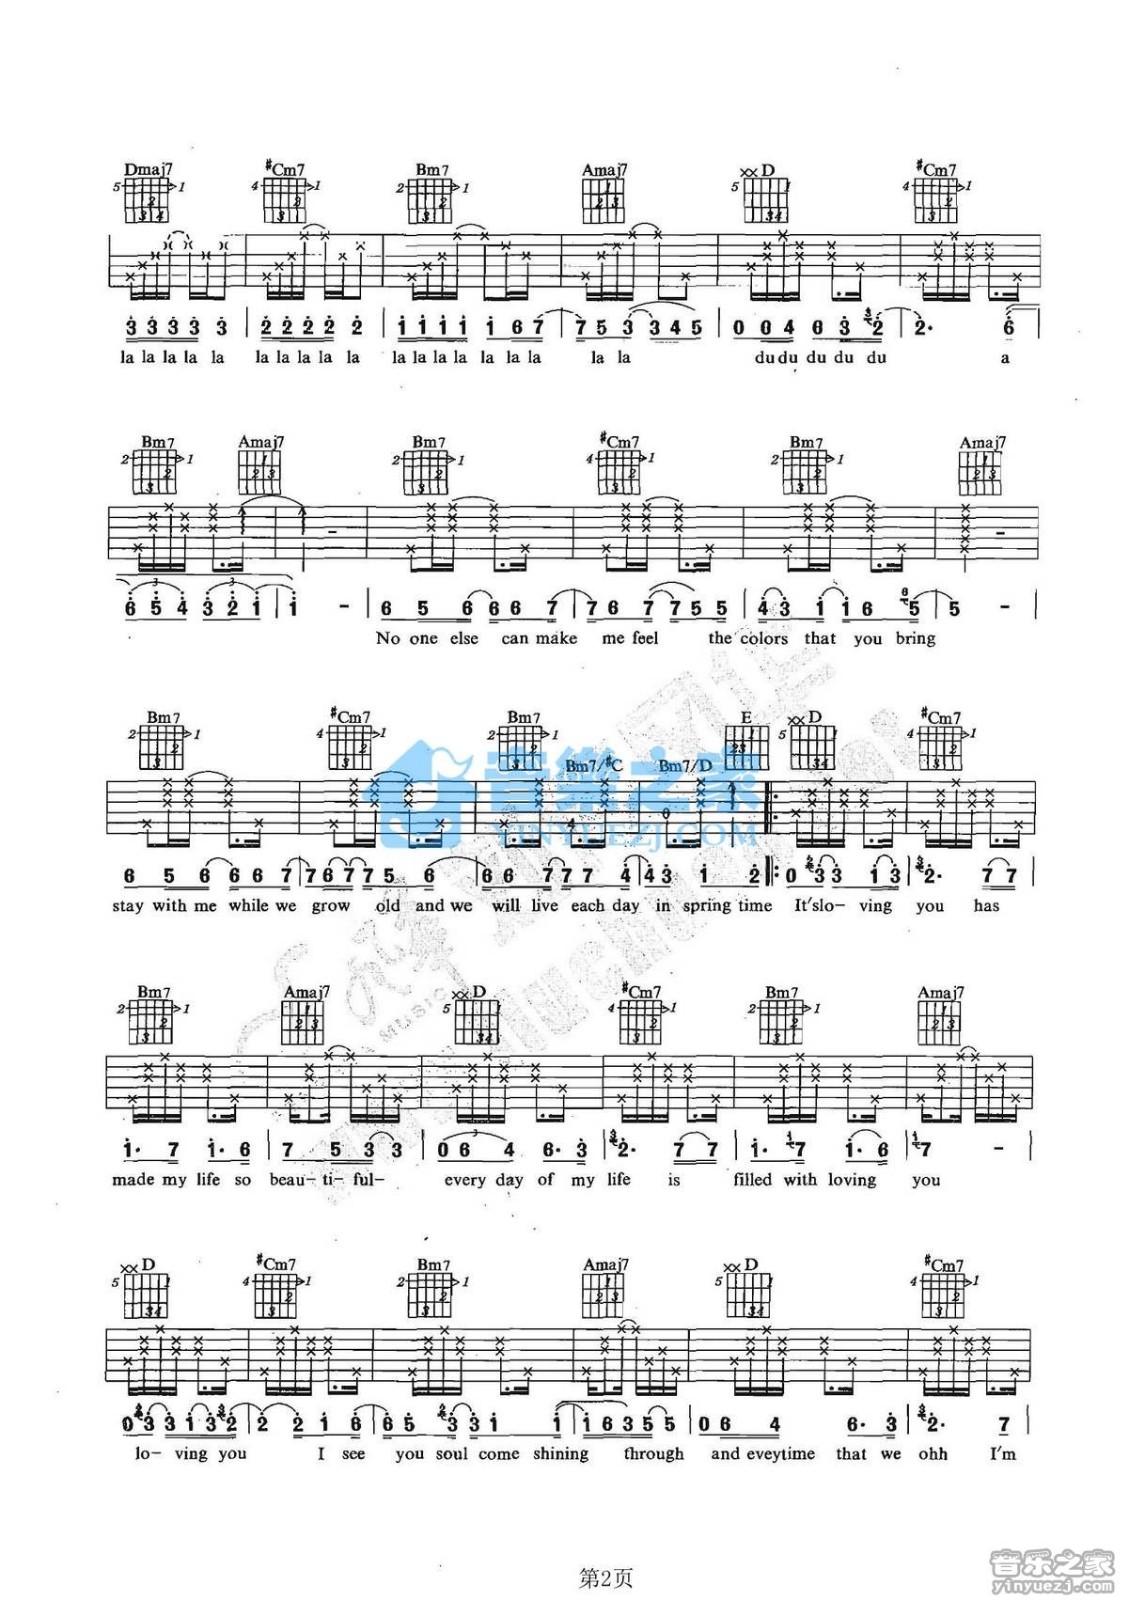 Dmaj7 #Cm7 Bm7 Amaj7 xxD #Cm7
5 1 4 1 2 1 5 4 1
3 3 3 3 3 2 2 2 2 2 1 1 1 1 1 6 7 7 5 3 3 4 5 0 0 4 6 3 2 2· 6
la la la la la la la la la la la la la la la la la la la du du du du du a
Bm7 Amaj7 Bm7 #Cm7 Bm7 Amaj7
2 1 2 1 4 1 2 1
6 5 4 3 2 1 1 - 6 5 6 6 6 7 7 6 7 7 5 5 4 3 1 1 6 5 5 -
No one else can make me feel the colors that you bring
Bm7 #Cm7 Bm7 Bm7/#C Bm7/D E xxD #Cm7
2 1 4 1 2 1 5 4 1
音樂之家
YINYUEZJ.COM
6 5 6 6 6 7 7 6 7 7 5 6 6 6 7 7 7 4 4 3 1 2 0 3 3 1 3 2· 7 7
stay with me while we grow old and we will live each day in spring time It'slo- ving you has
Bm7 Amaj7 xxD #Cm7 Bm7 Amaj7
2 1 5 4 1 2 1
MUSIC
1· 7 1· 6 7 5 3 3 0 6 4 6· 3 2· 7 7 1· 7 1· 6 7 -
made my life so beau- ti- ful- every day of my life is filled with loving you
xxD #Cm7 Bm7 Amaj7 xxD #Cm7
5 4 1 2 1 5 4 1
0 3 3 1 3 2 2 2 1 6 6 5 3 3 1 1 1 6 3 5 5 0 6 4 6· 3 2· 7
lo- ving you I see you soul come shining through and eveytime that we ohh I'm
第2页
音乐之家
yinyuezj.com